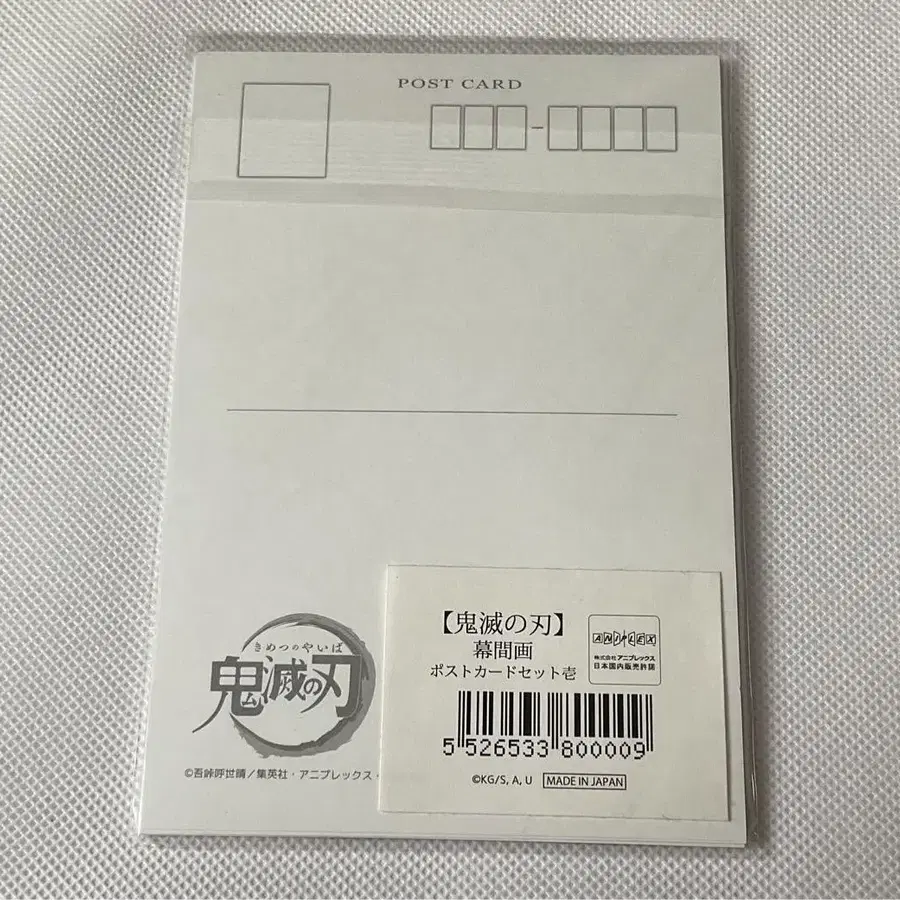 POST CARD
きめつのやいば
鬼滅の刃
©吾峠呼世晴／集英社・アニプレックス・
【鬼滅の刃】
幕間画
ポストカードセット壱
ANIPLEX
株式会社アニプレックス
日本国内販売許諾
5 526533 800009
©KG/S, A, U MADE IN JAPAN